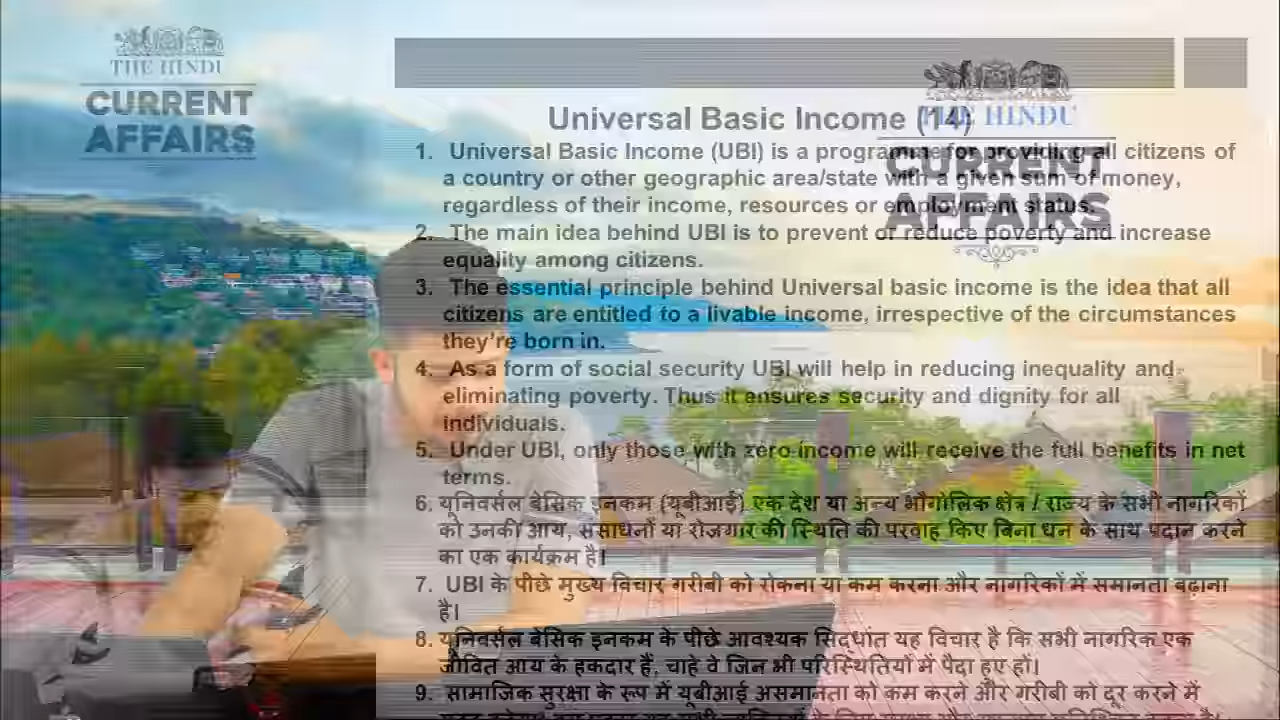 THE HINDU
CURRENT
AFFAIRS
THE HINDU
CURRENT
AFFAIRS
Universal Basic Income (14)
1. Universal Basic Income (UBI) is a programme for providing all citizens of
a country or other geographic area/state with a given sum of money,
regardless of their income, resources or employment status.
2. The main idea behind UBI is to prevent or reduce poverty and increase
equality among citizens.
3. The essential principle behind Universal basic income is the idea that all
citizens are entitled to a livable income, irrespective of the circumstances
they're born in.
4. As a form of social security UBI will help in reducing inequality and
eliminating poverty. Thus it ensures security and dignity for all
individuals.
5. Under UBI, only those with zero income will receive the full benefits in net
terms.
6. यूनिवर्सल बेसिक इनकम (यूबीआई) एक देश या अन्य भौगोलिक क्षेत्र / राज्य के सभी नागरिकों
को उनकी आय, संसाधनों या रोजगार की स्थिति की परवाह किए बिना धन के साथ प्रदान करने
का एक कार्यक्रम है।
7. UBI के पीछे मुख्य विचार गरीबी को रोकना या कम करना और नागरिकों में समानता बढ़ाना
है।
8. यूनिवर्सल बेसिक इनकम के पीछे आवश्यक सिद्धांत यह विचार है कि सभी नागरिक एक
जीवित आय के हकदार हैं, चाहे वे जिन भी परिस्थितियों में पैदा हुए हों।
9. सामाजिक सुरक्षा के रूप में यूबीआई असमानता को कम करने और गरीबी को दूर करने में